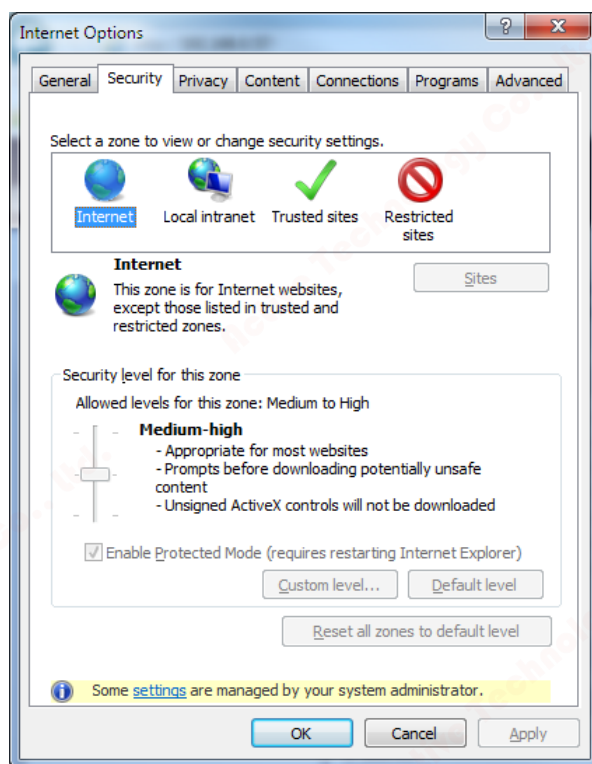 Internet Options
General Security Privacy Content Connections Programs Advanced
Select a zone to view or change security settings.
Internet Local intranet Trusted sites Restricted
sites
Internet
This zone is for Internet websites,
except those listed in trusted and
restricted zones.
Sites
Security level for this zone
Allowed levels for this zone: Medium to High
Medium-high
- Appropriate for most websites
- Prompts before downloading potentially unsafe
content
- Unsigned ActiveX controls will not be downloaded
Enable Protected Mode (requires restarting Internet Explorer)
Custom level... Default level
Reset all zones to default level
Some settings are managed by your system administrator.
OK Cancel Apply